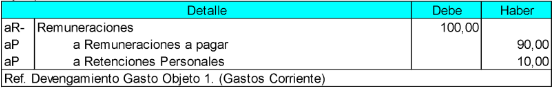 Detalle Debe Haber
aR- Remuneraciones 100,00
aP a Remuneraciones a pagar 90,00
aP a Retenciones Personales 10,00
Ref. Devengamiento Gasto Objeto 1. (Gastos Corriente)